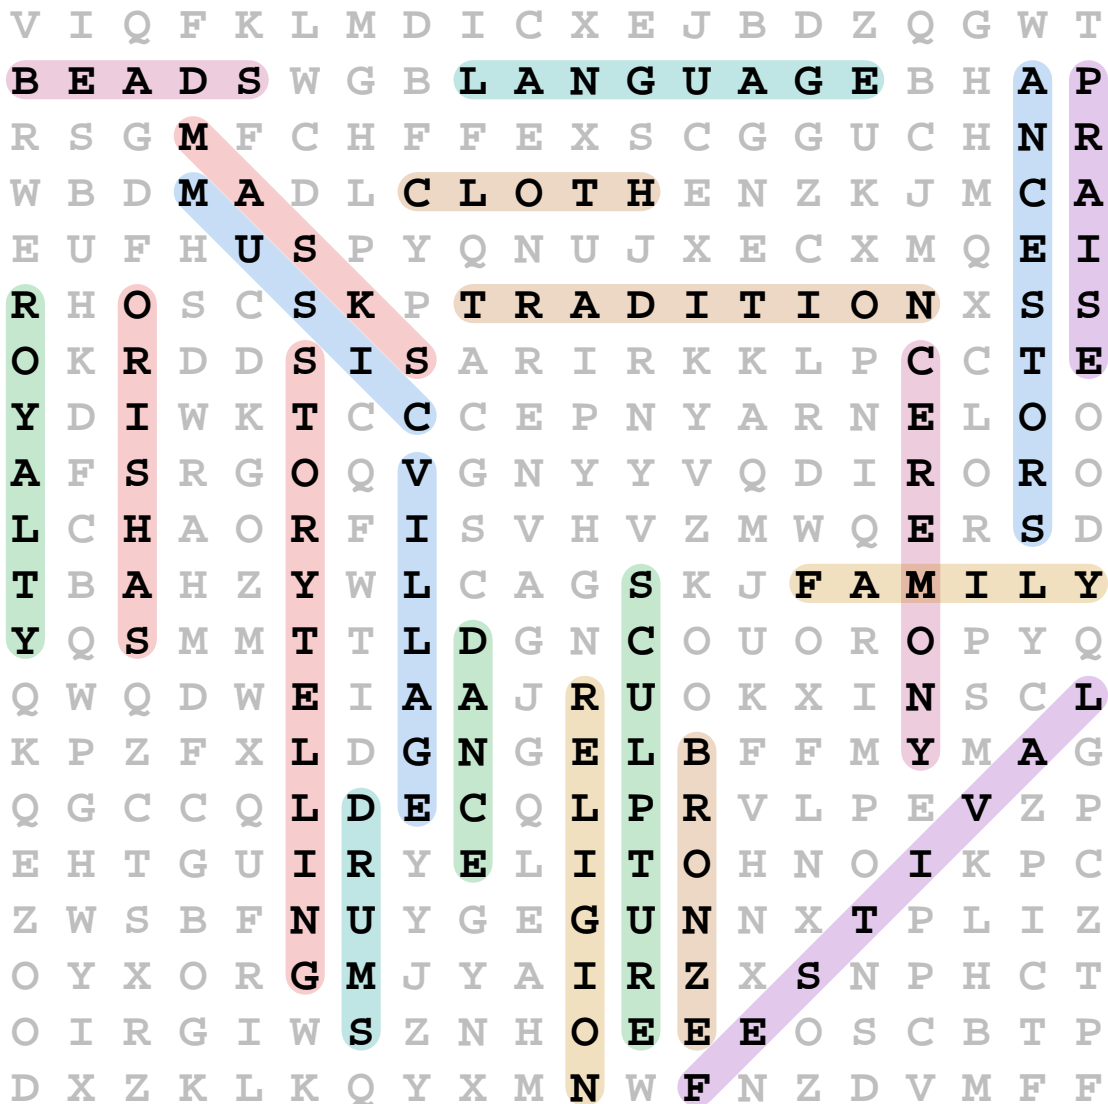 V I Q F K L M D I C X E J B D Z Q G W T
B E A D S W G B L A N G U A G E B H A P
R S G M F C H F F E X S C G G U C H N R
W B D M A D L C L O T H E N Z K J M C A
E U F H U S P Y Q N U J X E C X M Q E I
R H O S C S K P T R A D I T I O N X S S
O K R D D S I S A R I R K K L P C C T E
Y D I W K T C C C E P N Y A R N E L O O
A F S R G O Q V G N Y Y V Q D I R O R O
L C H A O R F I S V H V Z M W Q E R S D
T B A H Z Y W L C A G S K J F A M I L Y
Y Q S M M T T L D G N C O U O R O P Y Q
Q W Q D W E I A A J R U O K X I N S C L
K P Z F X L D G N G E L B F F M Y M A G
Q G C C Q L D E C Q L P R V L P E V Z P
E H T G U I R Y E L I T O H N O I K P C
Z W S B F N U Y G E G U N N X T P L I Z
O Y X O R G M J Y A I R Z X S N P H C T
O I R G I W S Z N H O E E E O S C B T P
D X Z K L K Q Y X M N W F N Z D V M F F